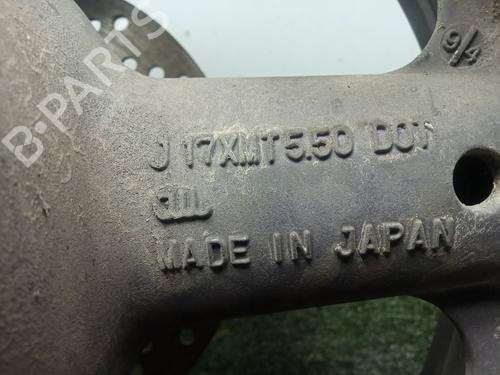 B-PARTS
9/4
J 17XMT5.50 DOT
MADE IN JAPAN